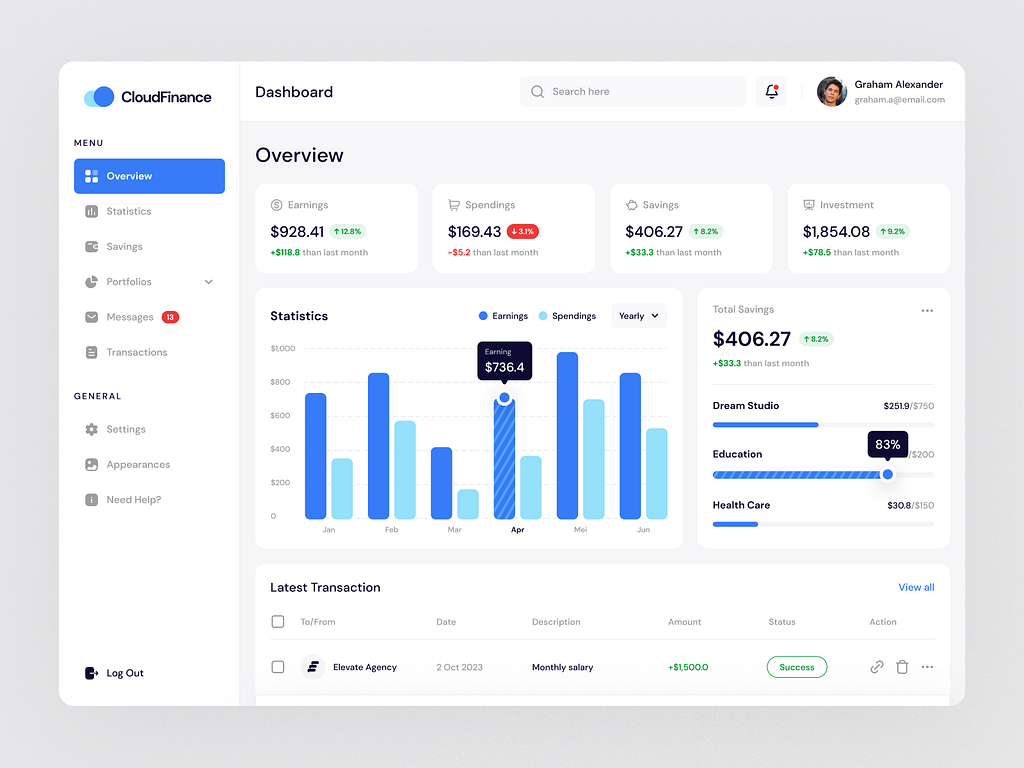 CloudFinance
Dashboard
Search here
Graham Alexander
graham.a@email.com
MENU
Overview
Statistics
Savings
Portfolios
Messages 13
Transactions
GENERAL
Settings
Appearances
Need Help?
Log Out
Overview
Earnings
$928.41 ↑ 12.8%
+$118.8 than last month
Spendings
$169.43 ↓ 3.1%
-$5.2 than last month
Savings
$406.27 ↑ 8.2%
+$33.3 than last month
Investment
$1,854.08 ↑ 9.2%
+$78.5 than last month
Statistics
Earnings Spendings Yearly
$1,000
$800
$600
$400
$200
0
Earning
$736.4
Jan Feb Mar Apr Mei Jun
Total Savings
$406.27 ↑ 8.2%
+$33.3 than last month
Dream Studio $251.9/$750
Education /$200
83%
Health Care $30.8/$150
Latest Transaction View all
To/From Date Description Amount Status Action
Elevate Agency 2 Oct 2023 Monthly salary +$1,500.0 Success